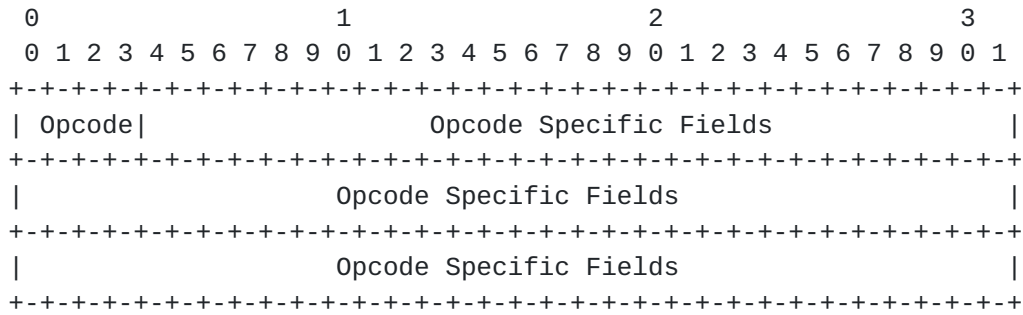 0                   1                   2                   3
 0 1 2 3 4 5 6 7 8 9 0 1 2 3 4 5 6 7 8 9 0 1 2 3 4 5 6 7 8 9 0 1
+-+-+-+-+-+-+-+-+-+-+-+-+-+-+-+-+-+-+-+-+-+-+-+-+-+-+-+-+-+-+-+-+
| Opcode|                  Opcode Specific Fields               |
+-+-+-+-+-+-+-+-+-+-+-+-+-+-+-+-+-+-+-+-+-+-+-+-+-+-+-+-+-+-+-+-+
|                    Opcode Specific Fields                     |
+-+-+-+-+-+-+-+-+-+-+-+-+-+-+-+-+-+-+-+-+-+-+-+-+-+-+-+-+-+-+-+-+
|                    Opcode Specific Fields                     |
+-+-+-+-+-+-+-+-+-+-+-+-+-+-+-+-+-+-+-+-+-+-+-+-+-+-+-+-+-+-+-+-+